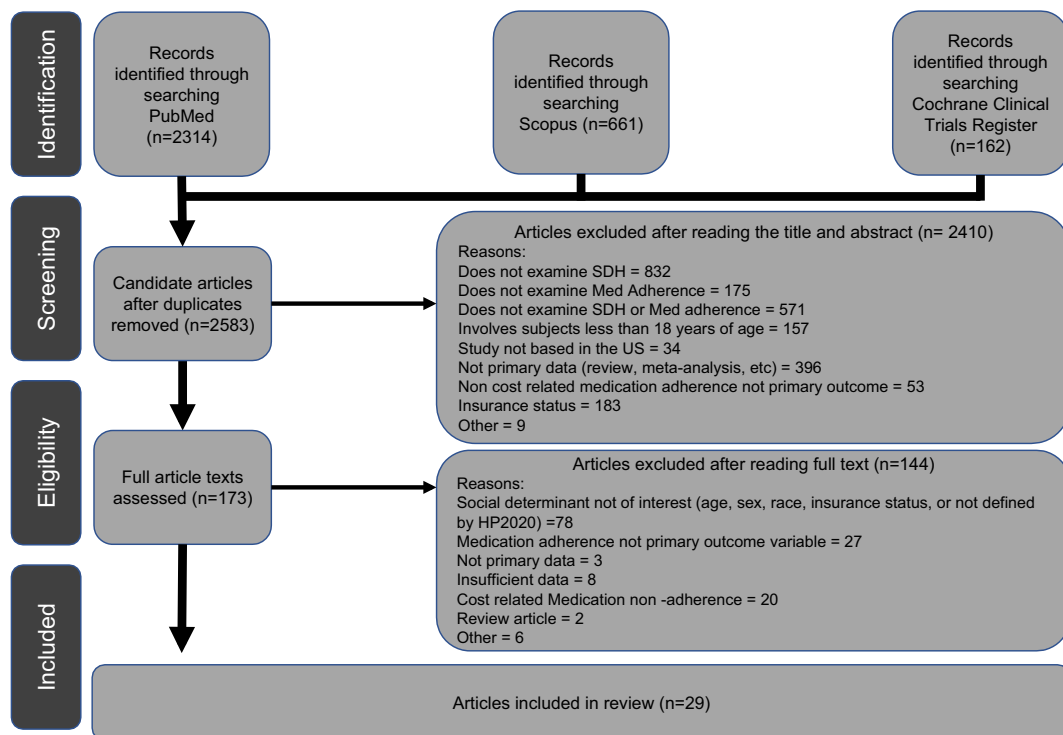 Identification
Records
identified through
searching
PubMed
(n=2314)
Records
identified through
searching
Scopus (n=661)
Records
identified through
searching
Cochrane Clinical
Trials Register
(n=162)
Screening
Candidate articles
after duplicates
removed (n=2583)
Articles excluded after reading the title and abstract (n= 2410)
Reasons:
Does not examine SDH = 832
Does not examine Med Adherence = 175
Does not examine SDH or Med adherence = 571
Involves subjects less than 18 years of age = 157
Study not based in the US = 34
Not primary data (review, meta-analysis, etc) = 396
Non cost related medication adherence not primary outcome = 53
Insurance status = 183
Other = 9
Eligibility
Full article texts
assessed (n=173)
Articles excluded after reading full text (n=144)
Reasons:
Social determinant not of interest (age, sex, race, insurance status, or not defined
by HP2020) =78
Medication adherence not primary outcome variable = 27
Not primary data = 3
Insufficient data = 8
Cost related Medication non -adherence = 20
Review article = 2
Other = 6
Included
Articles included in review (n=29)